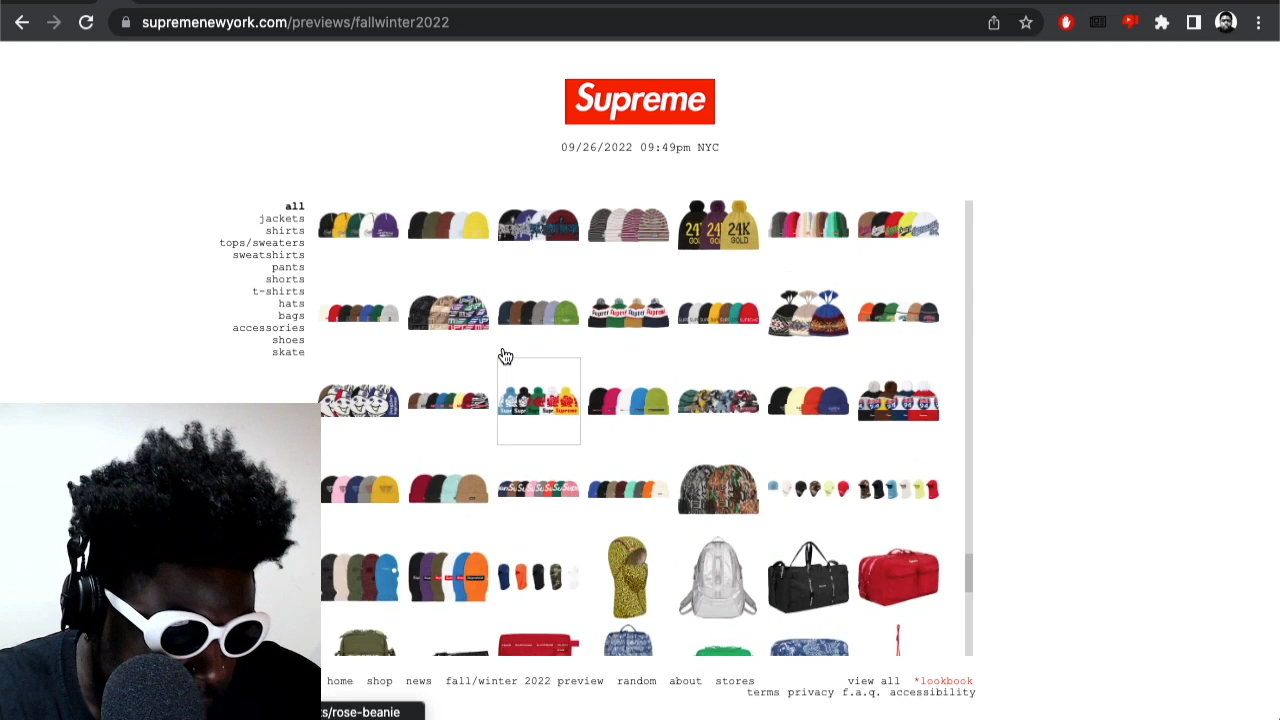 supremenewyork.com/previews/fallwinter2022
Supreme
09/26/2022 09:49pm NYC
all
jackets
shirts
tops/sweaters
sweatshirts
pants
shorts
t-shirts
hats
bags
accessories
shoes
skate
24K GOLD
home shop news fall/winter 2022 preview random about stores view all *lookbook
terms privacy f.a.q. accessibility
s/rose-beanie